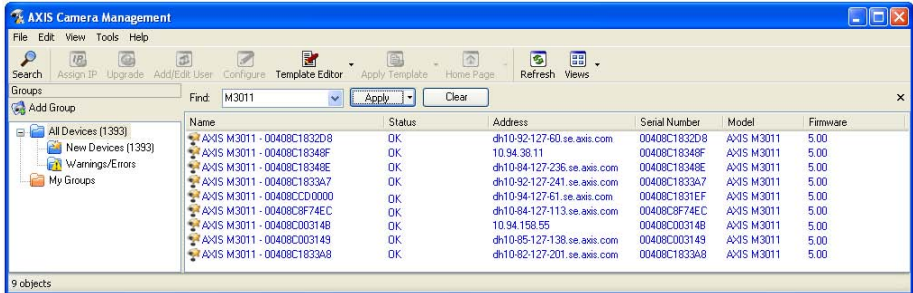 AXIS Camera Management
File Edit View Tools Help
Search Assign IP Upgrade Add/Edit User Configure Template Editor Apply Template Home Page Refresh Views
Groups
Find: M3011 Apply Clear
Add Group
All Devices (1393)
New Devices (1393)
Warnings/Errors
My Groups
Name Status Address Serial Number Model Firmware
AXIS M3011 - 00408C1832D8 OK dh10-92-127-60.se.axis.com 00408C1832D8 AXIS M3011 5.00
AXIS M3011 - 00408C18348F OK 10.94.38.11 00408C18348F AXIS M3011 5.00
AXIS M3011 - 00408C18348E OK dh10-84-127-236.se.axis.com 00408C18348E AXIS M3011 5.00
AXIS M3011 - 00408C1833A7 OK dh10-92-127-241.se.axis.com 00408C1833A7 AXIS M3011 5.00
AXIS M3011 - 00408CCD0000 OK dh10-94-127-61.se.axis.com 00408C1831EF AXIS M3011 5.00
AXIS M3011 - 00408C8F74EC OK dh10-84-127-113.se.axis.com 00408C8F74EC AXIS M3011 5.00
AXIS M3011 - 00408C00314B OK 10.94.158.55 00408C00314B AXIS M3011 5.00
AXIS M3011 - 00408C003149 OK dh10-85-127-138.se.axis.com 00408C003149 AXIS M3011 5.00
AXIS M3011 - 00408C1833A8 OK dh10-82-127-201.se.axis.com 00408C1833A8 AXIS M3011 5.00
9 objects